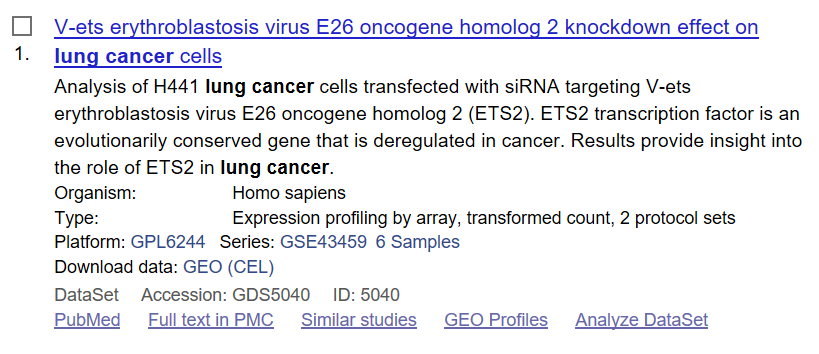 V-ets erythroblastosis virus E26 oncogene homolog 2 knockdown effect on
1. lung cancer cells
Analysis of H441 lung cancer cells transfected with siRNA targeting V-ets
erythroblastosis virus E26 oncogene homolog 2 (ETS2). ETS2 transcription factor is an
evolutionarily conserved gene that is deregulated in cancer. Results provide insight into
the role of ETS2 in lung cancer.
Organism: Homo sapiens
Type: Expression profiling by array, transformed count, 2 protocol sets
Platform: GPL6244 Series: GSE43459 6 Samples
Download data: GEO (CEL)
DataSet Accession: GDS5040 ID: 5040
PubMed Full text in PMC Similar studies GEO Profiles Analyze DataSet